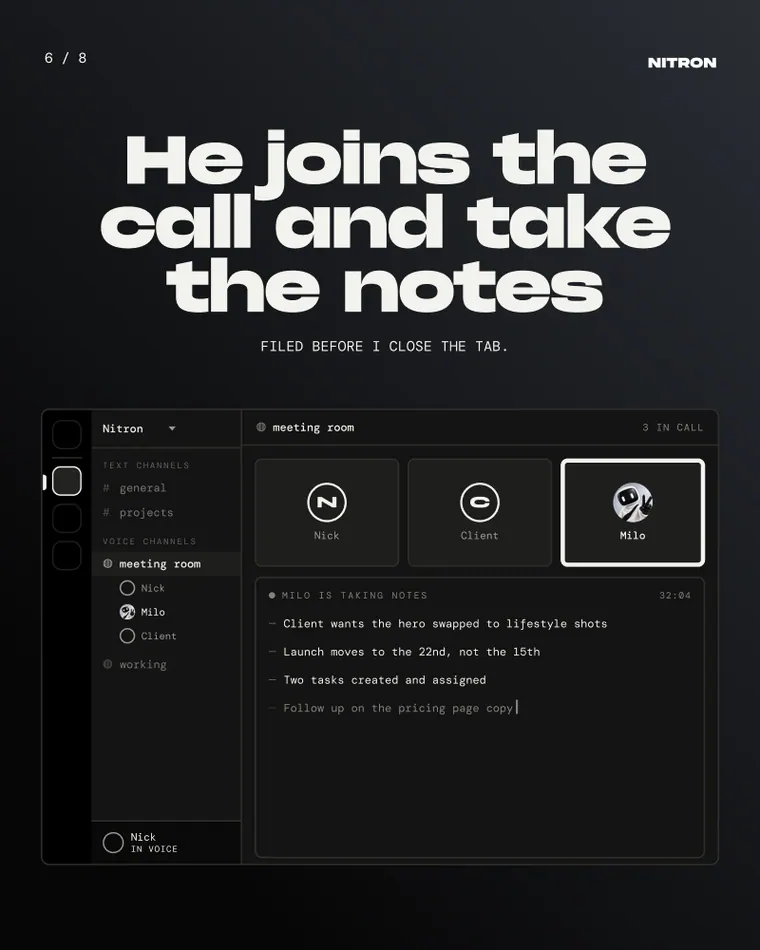 6 / 8
NITRON
He joins the
call and take
the notes
FILED BEFORE I CLOSE THE TAB.
Nitron
TEXT CHANNELS
# general
# projects
VOICE CHANNELS
meeting room
Nick
Milo
Client
working
Nick
IN VOICE
meeting room
3 IN CALL
N
Nick
C
Client
Milo
MILO IS TAKING NOTES
32:04
— Client wants the hero swapped to lifestyle shots
— Launch moves to the 22nd, not the 15th
— Two tasks created and assigned
— Follow up on the pricing page copy